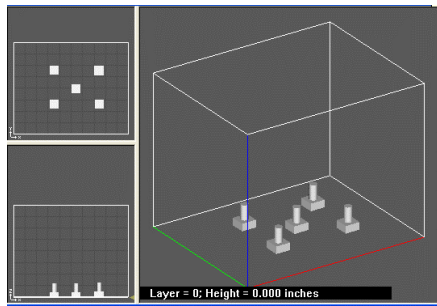 Layer = 0; Height = 0.000 inches